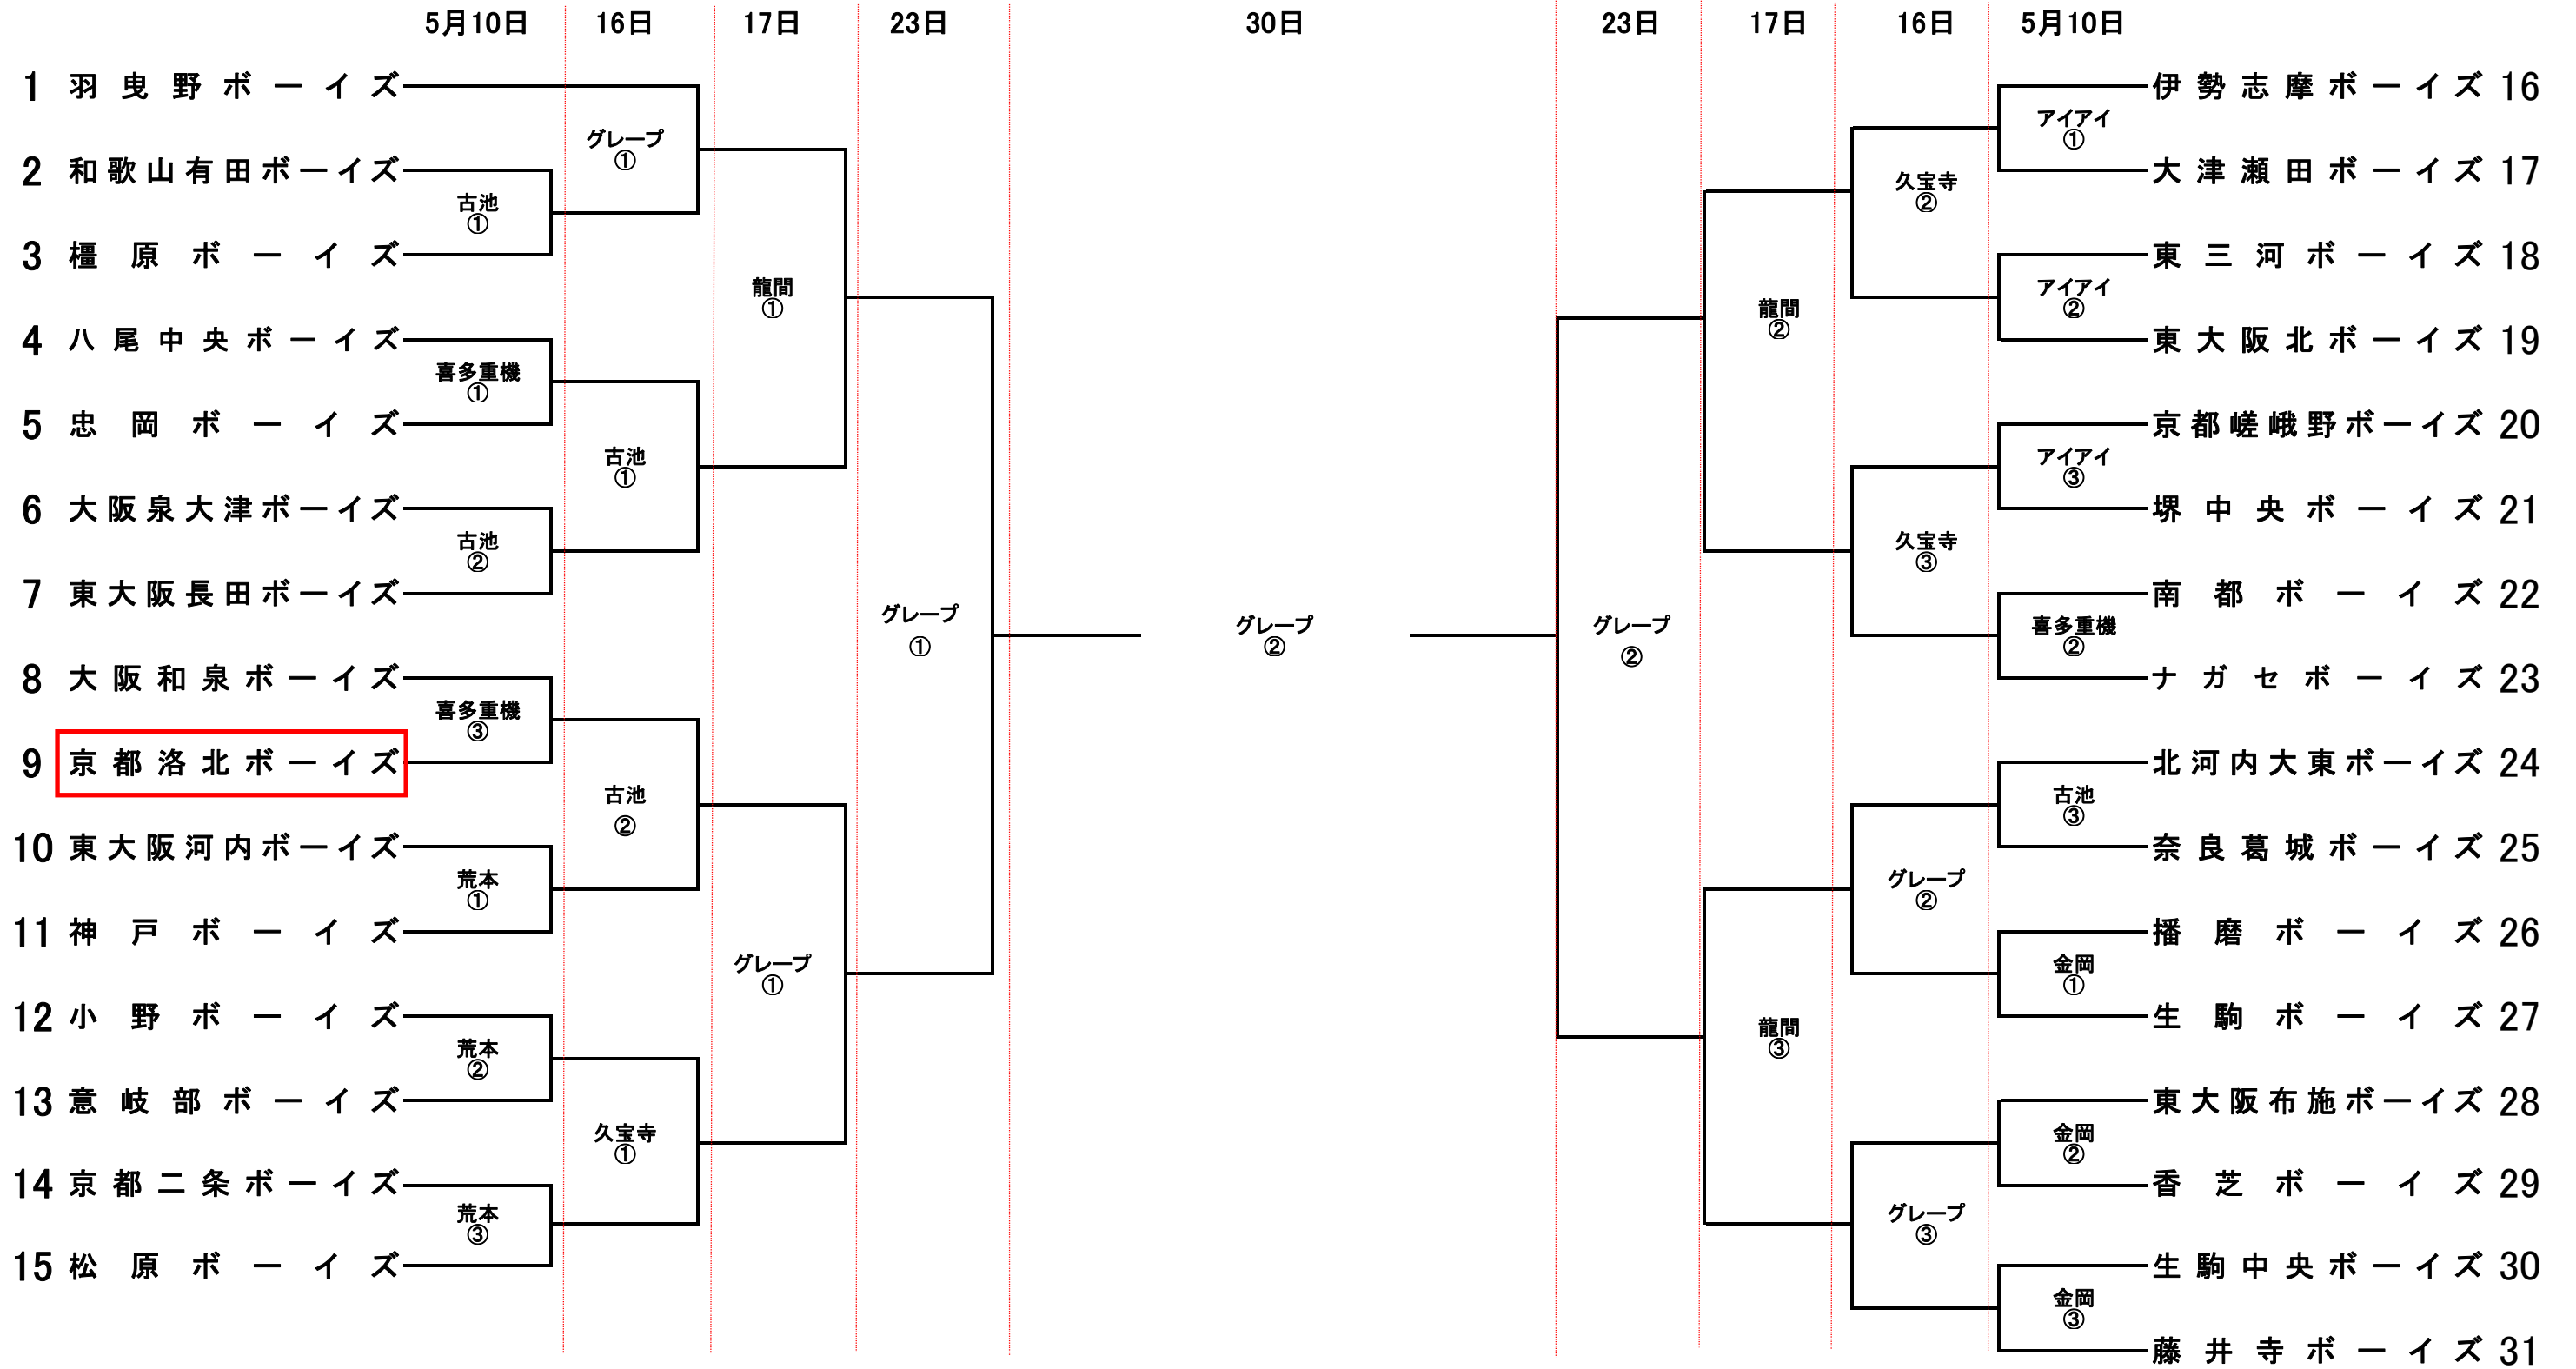 5月10日 16日 17日 23日 30日 23日 17日 16日 5月10日
1 羽曳野ボーイズ
2 和歌山有田ボーイズ
3 橿原ボーイズ
4 八尾中央ボーイズ
5 忠岡ボーイズ
6 大阪泉大津ボーイズ
7 東大阪長田ボーイズ
8 大阪和泉ボーイズ
9 京都洛北ボーイズ
10 東大阪河内ボーイズ
11 神戸ボーイズ
12 小野ボーイズ
13 意岐部ボーイズ
14 京都二条ボーイズ
15 松原ボーイズ
古池
①
喜多重機
①
古池
②
喜多重機
③
荒本
①
荒本
②
荒本
③
グレープ
①
古池
①
古池
②
久宝寺
①
龍間
①
グレープ
①
グレープ
①
グレープ
②
グレープ
②
龍間
②
龍間
③
久宝寺
②
久宝寺
③
グレープ
②
グレープ
③
アイアイ
①
アイアイ
②
アイアイ
③
喜多重機
②
古池
③
金岡
①
金岡
②
金岡
③
伊勢志摩ボーイズ 16
大津瀬田ボーイズ 17
東三河ボーイズ 18
東大阪北ボーイズ 19
京都嵯峨野ボーイズ 20
堺中央ボーイズ 21
南都ボーイズ 22
ナガセボーイズ 23
北河内大東ボーイズ 24
奈良葛城ボーイズ 25
播磨ボーイズ 26
生駒ボーイズ 27
東大阪布施ボーイズ 28
香芝ボーイズ 29
生駒中央ボーイズ 30
藤井寺ボーイズ 31